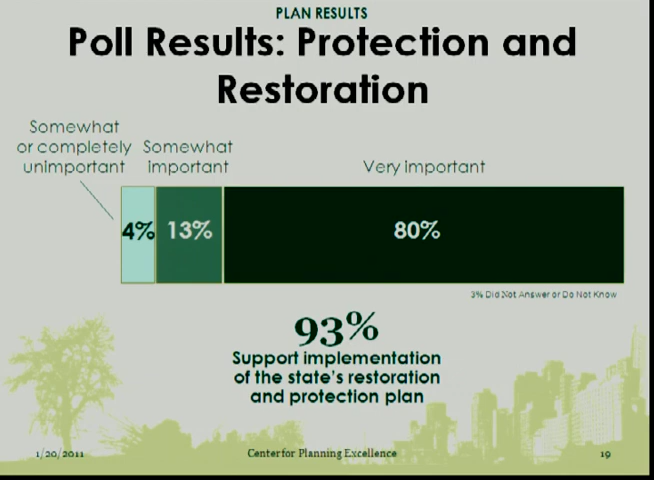 PLAN RESULTS
Poll Results: Protection and
Restoration
Somewhat
or completely
unimportant
Somewhat
important
Very important
4%
13%
80%
3% Did Not Answer or Do Not Know
93%
Support implementation
of the state's restoration
and protection plan
1/20/2011
Center for Planning Excellence
19